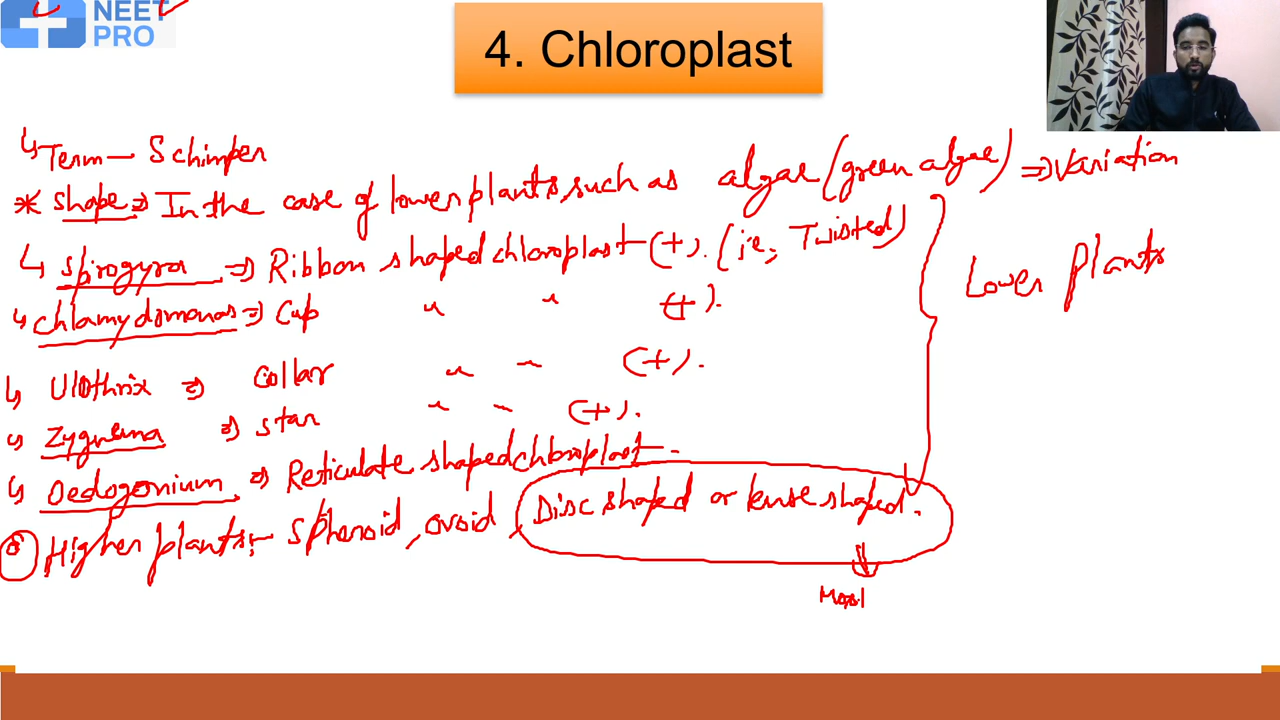 NEET
PRO
4. Chloroplast
Term - Schimper
* Shape ⇒ In the case of lower plants, such as algae (green algae) ⇒ Variation
Spirogyra ⇒ Ribbon shaped chloroplast (+). (ie, Twisted)
Lower Plants
Chlamydomonas ⇒ Cup " " (+).
Ulothrix ⇒ Collar " " (+).
Zygnema ⇒ Star " " (+).
Oedogonium ⇒ Reticulate shaped chloroplast.
Higher plants:- Spheroid, ovoid, Disc shaped or lense shaped.